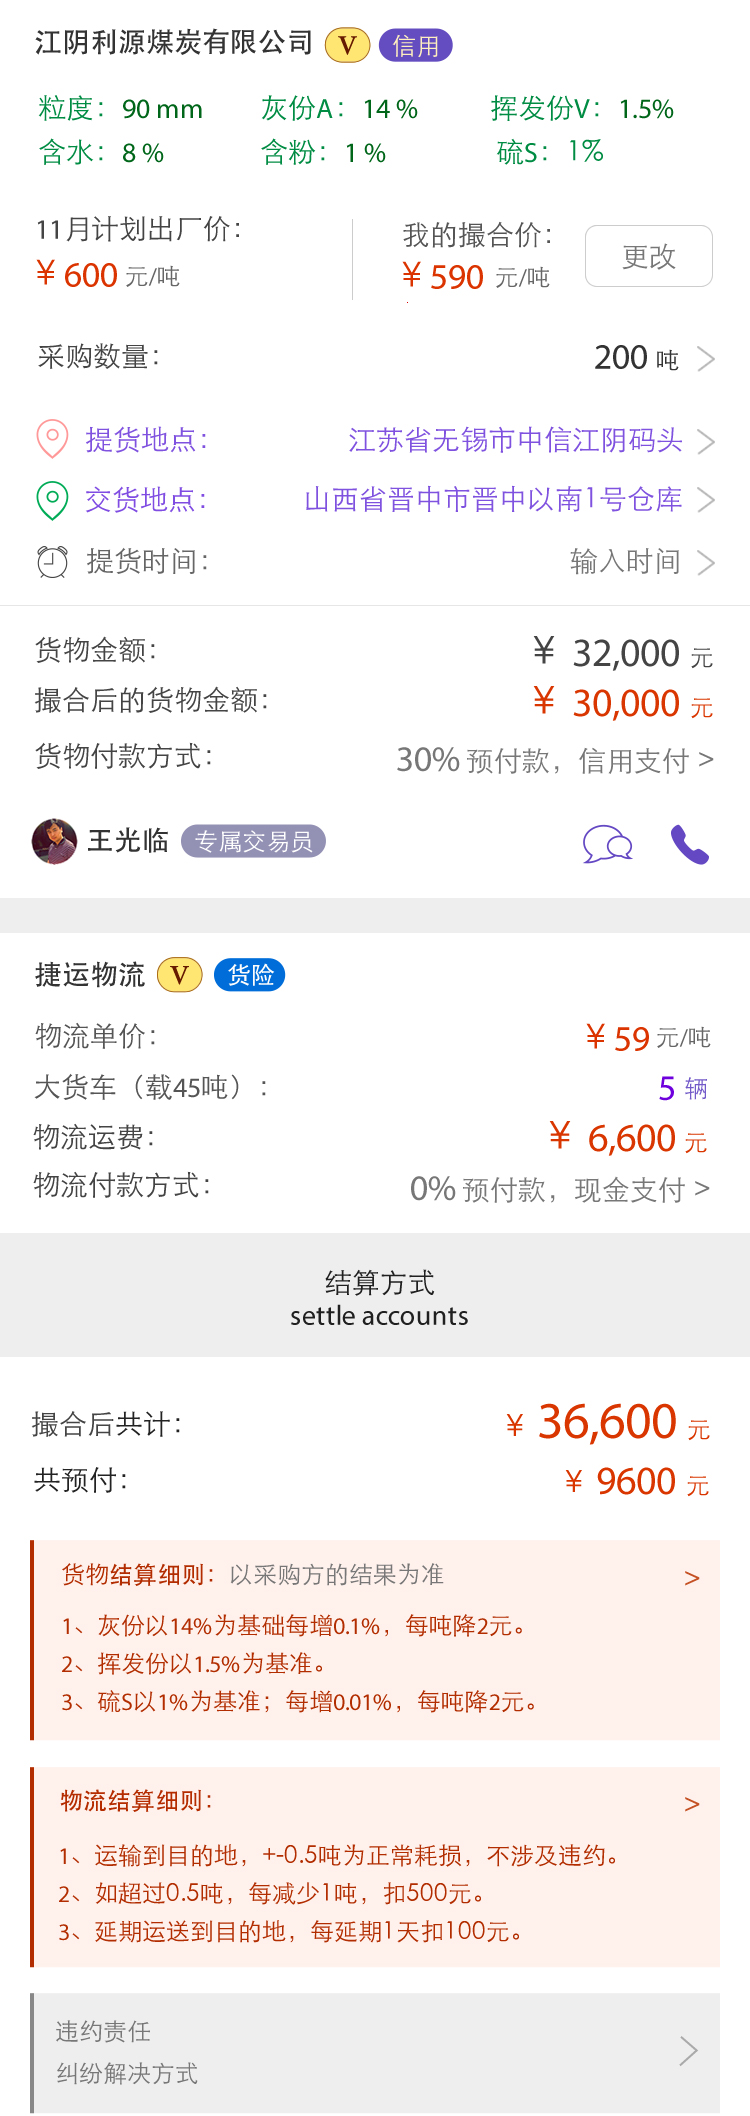 江阴利源煤炭有限公司 V 信用
粒度： 90 mm 灰份A： 14 % 挥发份V： 1.5%
含水： 8 % 含粉： 1 % 硫S： 1%
11月计划出厂价： 我的撮合价：
¥ 600 元/吨 ¥ 590 元/吨 更改
采购数量： 200 吨 >
提货地点： 江苏省无锡市中信江阴码头 >
交货地点： 山西省晋中市晋中以南1号仓库 >
提货时间： 输入时间 >
货物金额： ¥ 32,000 元
撮合后的货物金额： ¥ 30,000 元
货物付款方式： 30% 预付款，信用支付 >
王光临 专属交易员
捷运物流 V 货险
物流单价： ¥ 59 元/吨
大货车（载45吨）： 5 辆
物流运费： ¥ 6,600 元
物流付款方式： 0% 预付款，现金支付 >
结算方式
settle accounts
撮合后共计： ¥ 36,600 元
共预付： ¥ 9600 元
货物结算细则：以采购方的结果为准 >
1、灰份以14%为基础每增0.1%，每吨降2元。
2、挥发份以1.5%为基准。
3、硫S以1%为基准；每增0.01%，每吨降2元。
物流结算细则： >
1、运输到目的地，+-0.5吨为正常耗损，不涉及违约。
2、如超过0.5吨，每减少1吨，扣500元。
3、延期运送到目的地，每延期1天扣100元。
违约责任
纠纷解决方式 >